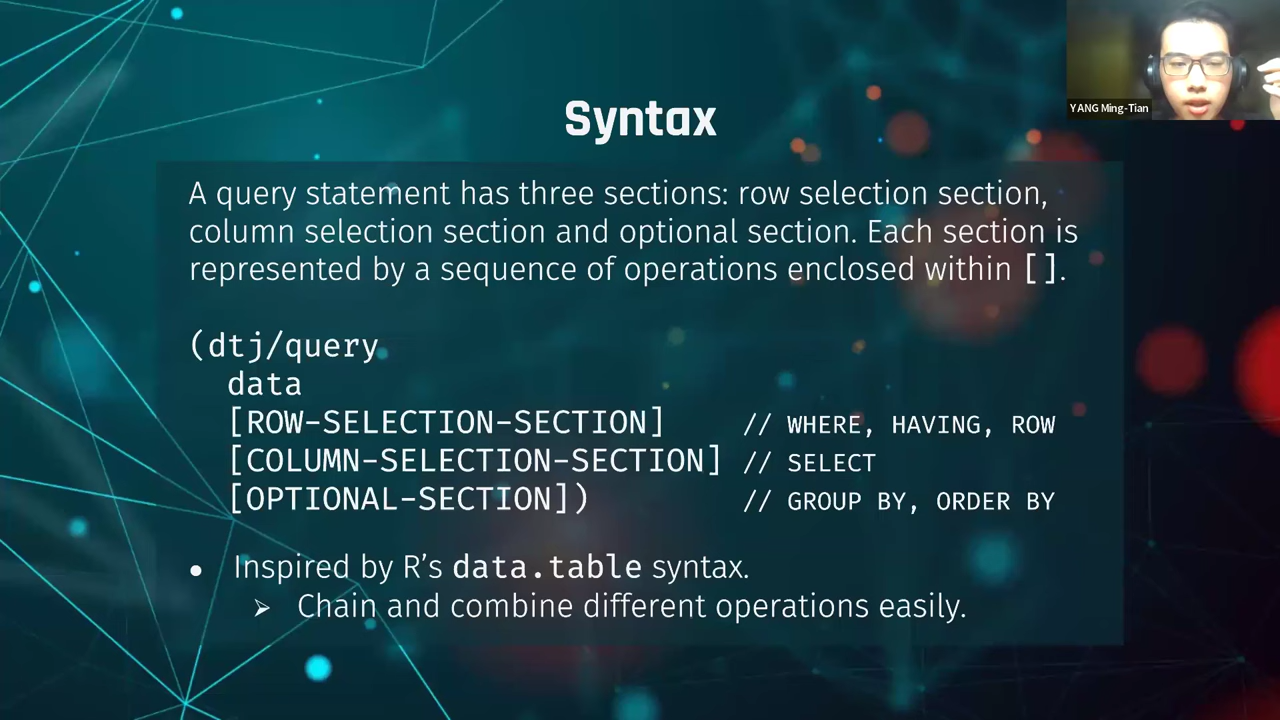 Syntax
YANG Ming-Tian
A query statement has three sections: row selection section,
column selection section and optional section. Each section is
represented by a sequence of operations enclosed within [].
(dtj/query
data
[ROW-SELECTION-SECTION] // WHERE, HAVING, ROW
[COLUMN-SELECTION-SECTION] // SELECT
[OPTIONAL-SECTION]) // GROUP BY, ORDER BY
• Inspired by R's data.table syntax.
➢ Chain and combine different operations easily.